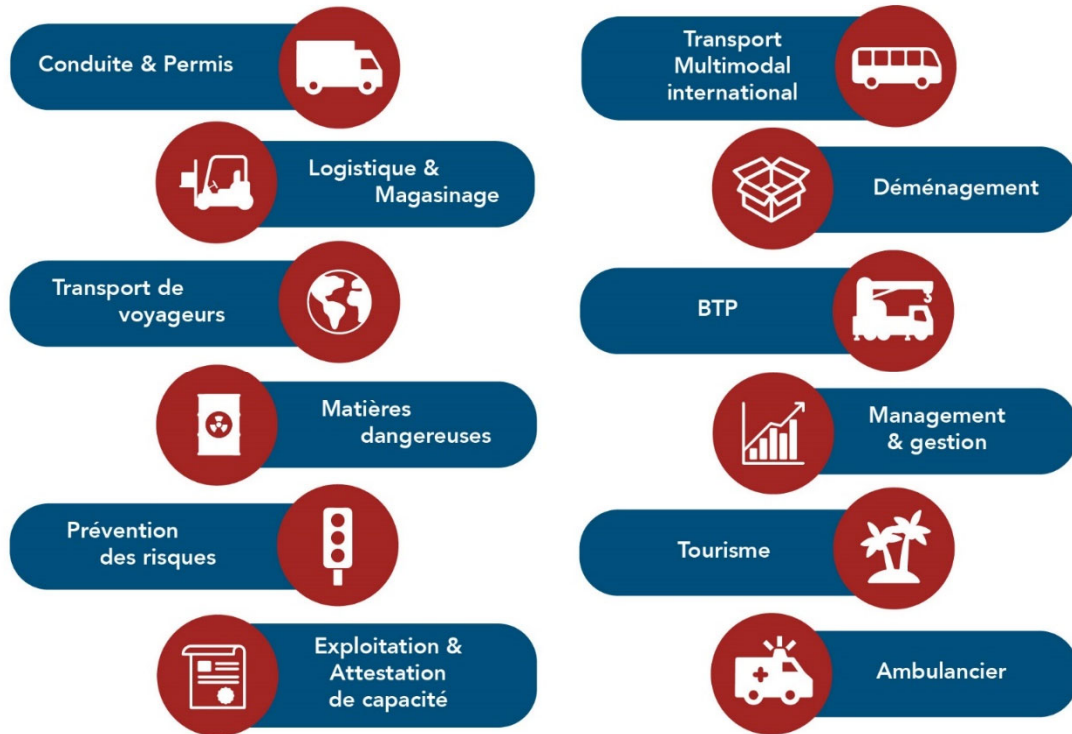 Conduite & Permis
Logistique &
Magasinage
Transport de
voyageurs
Matières
dangereuses
Prévention
des risques
Exploitation &
Attestation
de capacité
Transport
Multimodal
international
Déménagement
BTP
Management
& gestion
Tourisme
Ambulancier